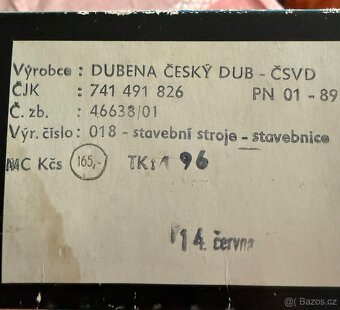 Výrobce : DUBENA ČESKÝ DUB - ČSVD
ČJK : 741 491 826 PN 01 - 89
Č. zb. : 46638/01
Výr. číslo : 018 - stavební stroje - stavebnice
MC Kčs 165,- TK: 1 96
14. června
Bazos.cz